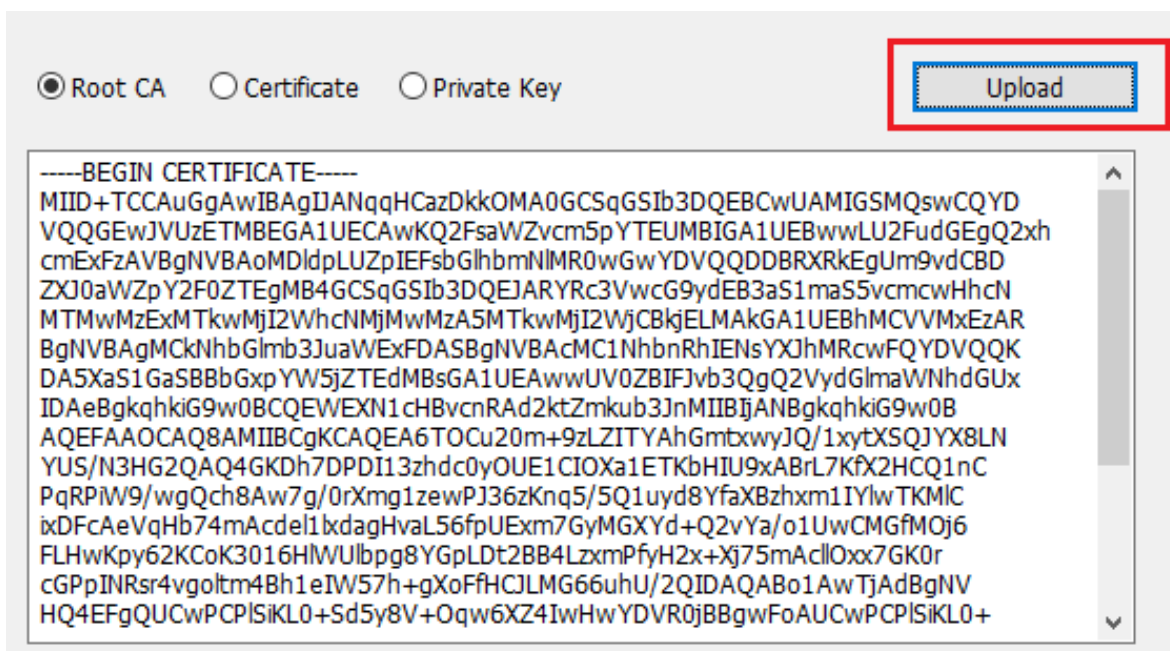 Root CA Certificate Private Key Upload
-----BEGIN CERTIFICATE-----
MIID+TCCAuGgAwIBAgIJANqqHCazDkkOMA0GCSqGSIb3DQEBCwUAMIGSMQswCQYD
VQQGEwJVUzETMBEGA1UECAwKQ2FsaWZvcm5pYTEUMBIGA1UEBwwLU2FudGEgQ2xh
cmExFzAVBgNVBAoMDldpLUZpIEFsbGlhbmNlMR0wGwYDVQQDDBRXRkEgUm9vdCBD
ZXJ0aWZpY2F0ZTEgMB4GCSqGSIb3DQEJARYRc3VwcG9ydEB3aS1maS5vcmcwHhcN
MTMwMzExMTkwMjI2WhcNMjMwMzA5MTkwMjI2WjCBkjELMAkGA1UEBhMCVVMxEzAR
BgNVBAgMCkNhbGlmb3JuaWExFDASBgNVBAcMC1NhbnRhIENsYXJhMRcwFQYDVQQK
DA5XaS1GaSBBbGxpYW5jZTEdMBsGA1UEAwwUV0ZBIFJvb3QgQ2VydGlmaWNhdGUx
IDAeBgkqhkiG9w0BCQEWEXN1cHBvcnRAd2ktZmkub3JnMIIBIjANBgkqhkiG9w0B
AQEFAAOCAQ8AMIIBCgKCAQEA6TOCu20m+9zLZITYAhGmtxwyJQ/1xytXSQJYX8LN
YUS/N3HG2QAQ4GKDh7DPDI13zhdc0yOUE1CIOXa1ETKbHIU9xABrL7KfX2HCQ1nC
PqRPiW9/wgQch8Aw7g/0rXmg1zewPJ36zKnq5/5Q1uyd8YfaXBzhxm1IYlwTKMlC
ixDFcAeVqHb74mAcdel1lxdagHvaL56fpUExm7GyMGXYd+Q2vYa/o1UwCMGfMOj6
FLHwKpy62KCoK3016HlWUlbpg8YGpLDt2BB4LzxmPfyH2x+Xj75mAcllOxx7GK0r
cGPpINRsr4vgoltm4Bh1eIW57h+gXoFfHCJLMG66uhU/2QIDAQABo1AwTjAdBgNV
HQ4EFgQUCwPCPlSiKL0+Sd5y8V+Oqw6XZ4IwHwYDVR0jBBgwFoAUCwPCPlSiKL0+